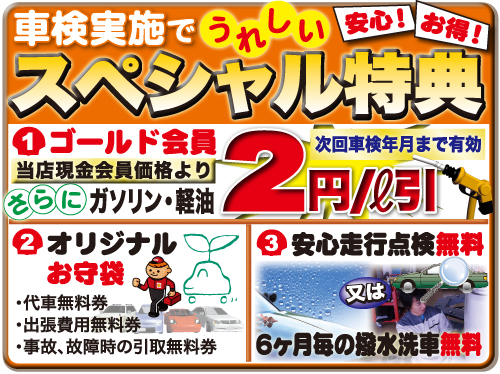 車検実施で うれしい 安心! お得!
スペシャル特典
1 ゴールド会員
当店現金会員価格より
さらに ガソリン・軽油
次回車検年月まで有効
2円/ℓ引
2 オリジナル
お守袋
・代車無料券
・出張費用無料券
・事故、故障時の引取無料券
3 安心走行点検無料
又は
6ヶ月毎の撥水洗車無料